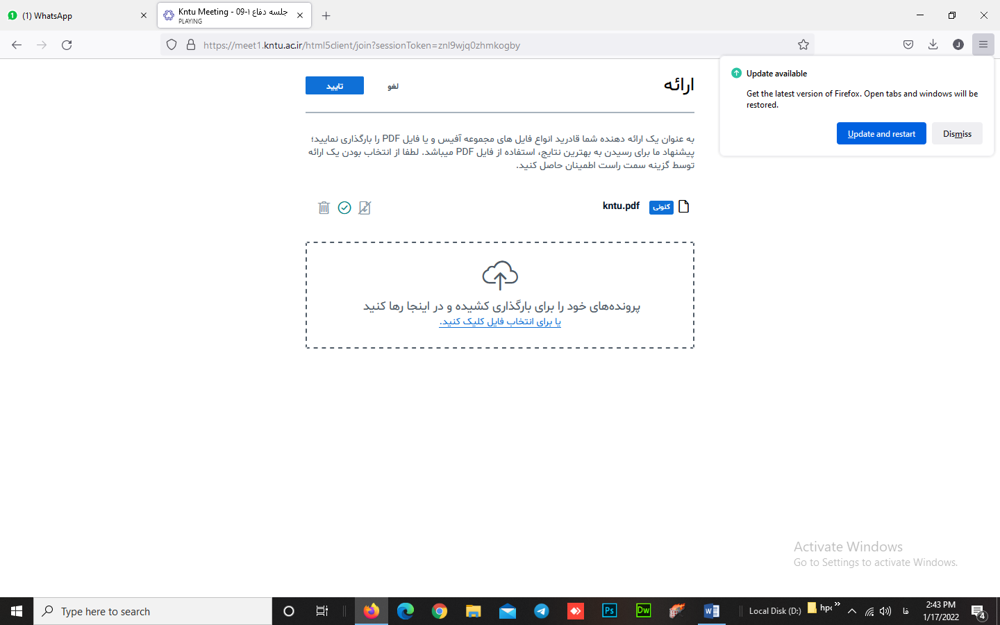 (1) WhatsApp
Kntu Meeting - جلسه دفاع ۱-09
PLAYING
https://meet1.kntu.ac.ir/html5client/join?sessionToken=znl9wjq0zhmkogby
J
Update available
Get the latest version of Firefox. Open tabs and windows will be
restored.
Update and restart
Dismiss
ارائه
لغو
تایید
به عنوان یک ارائه دهنده شما قادرید انواع فایل های مجموعه آفیس و یا فایل PDF را بارگذاری نمایید؛
پیشنهاد ما برای رسیدن به بهترین نتایج، استفاده از فایل PDF میباشد. لطفا از انتخاب بودن یک ارائه
توسط گزینه سمت راست اطمینان حاصل کنید.
کنونی
kntu.pdf
پرونده‌های خود را برای بارگذاری کشیده و در اینجا رها کنید
یا برای انتخاب فایل کلیک کنید.
Activate Windows
Go to Settings to activate Windows.
Type here to search
Ps
Dw
W
Local Disk (D:)
hpc
فا
2:43 PM
1/17/2022
4